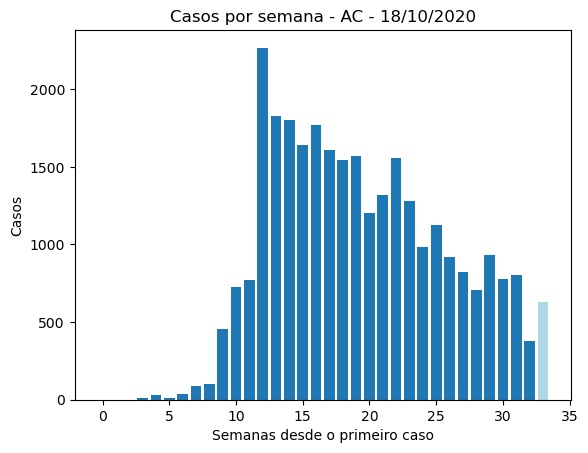 Casos por semana - AC - 18/10/2020
Casos
2000
1500
1000
500
0
0 5 10 15 20 25 30 35
Semanas desde o primeiro caso